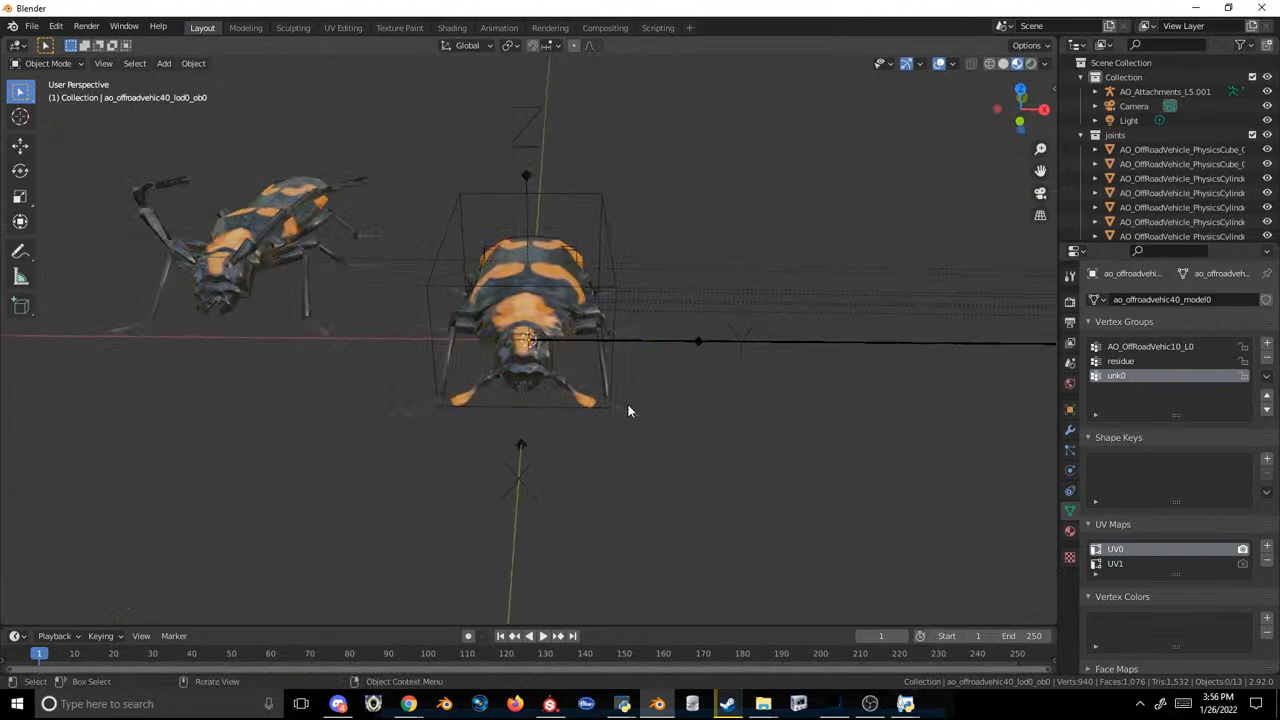 Blender
File Edit Render Window Help
Layout Modeling Sculpting UV Editing Texture Paint Shading Animation Rendering Compositing Scripting +
Scene
View Layer
Object Mode View Select Add Object
Global
Options
User Perspective
(1) Collection | ao_offroadvehic40_lod0_ob0
Z
X
Y
X
Scene Collection
Collection
AO_Attachments_L5.001
Camera
Light
joints
AO_OffRoadVehicle_PhysicsCube_(
AO_OffRoadVehicle_PhysicsCube_0
AO_OffRoadVehicle_PhysicsCylind
AO_OffRoadVehicle_PhysicsCylind
AO_OffRoadVehicle_PhysicsCylind
AO_OffRoadVehicle_PhysicsCylind
ao_offroadvehi... ao_offroadveh...
ao_offroadvehic40_model0
Vertex Groups
AO_OffRoadVehic10_L0
residue
unk0
Shape Keys
UV Maps
UV0
UV1
Vertex Colors
Face Maps
Playback Keying View Marker
1 Start 1 End 250
1 10 20 30 40 50 60 70 80 90 100 110 120 130 140 150 160 170 180 190 200 210 220 230 240 250
Select Box Select Rotate View Object Context Menu
Collection | ao_offroadvehic40_lod0_ob0 | Verts:940 | Faces:1,076 | Tris:1,532 | Objects:0/13 | 2.92.0
Type here to search
3:56 PM
1/26/2022